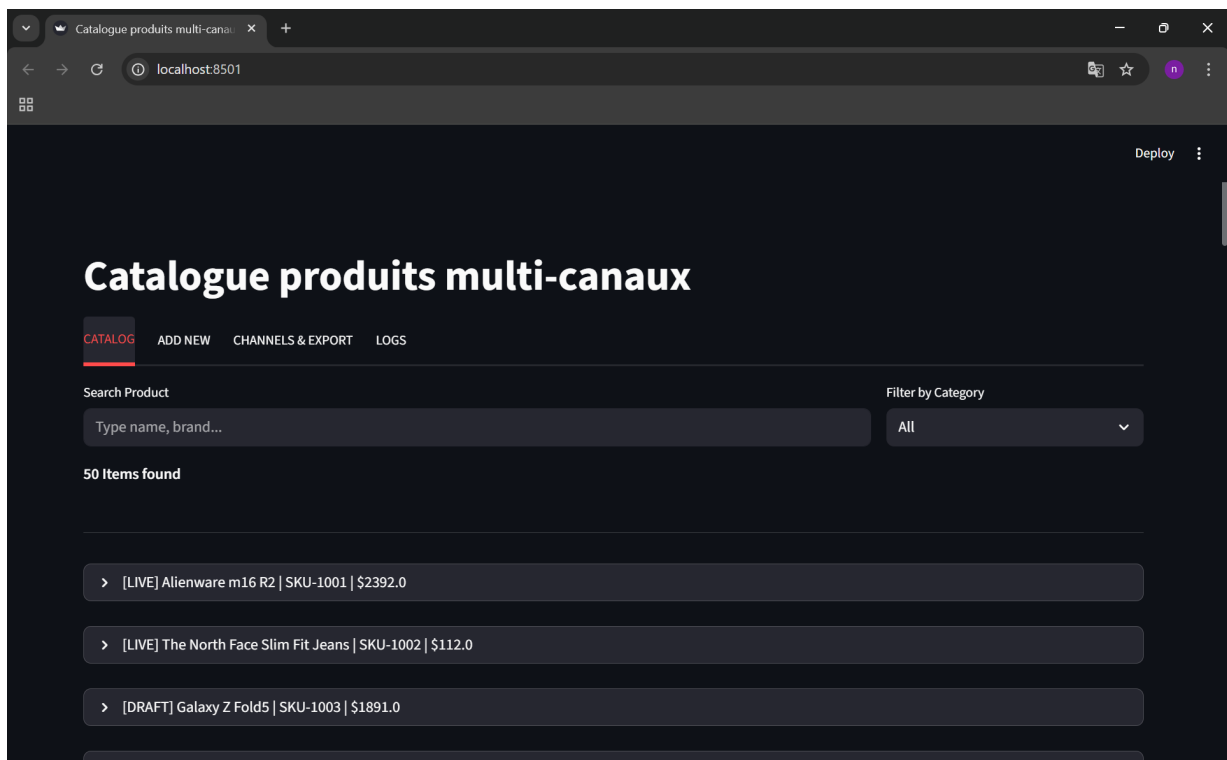 Catalogue produits multi-canau
localhost:8501
n
Deploy
Catalogue produits multi-canaux
CATALOG ADD NEW CHANNELS & EXPORT LOGS
Search Product Filter by Category
Type name, brand... All
50 Items found
[LIVE] Alienware m16 R2 | SKU-1001 | $2392.0
[LIVE] The North Face Slim Fit Jeans | SKU-1002 | $112.0
[DRAFT] Galaxy Z Fold5 | SKU-1003 | $1891.0